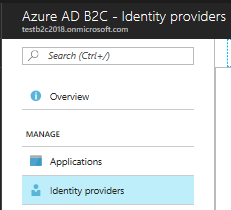 Azure AD B2C - Identity providers
testb2c2018.onmicrosoft.com
Search (Ctrl+/)
Overview
MANAGE
Applications
Identity providers